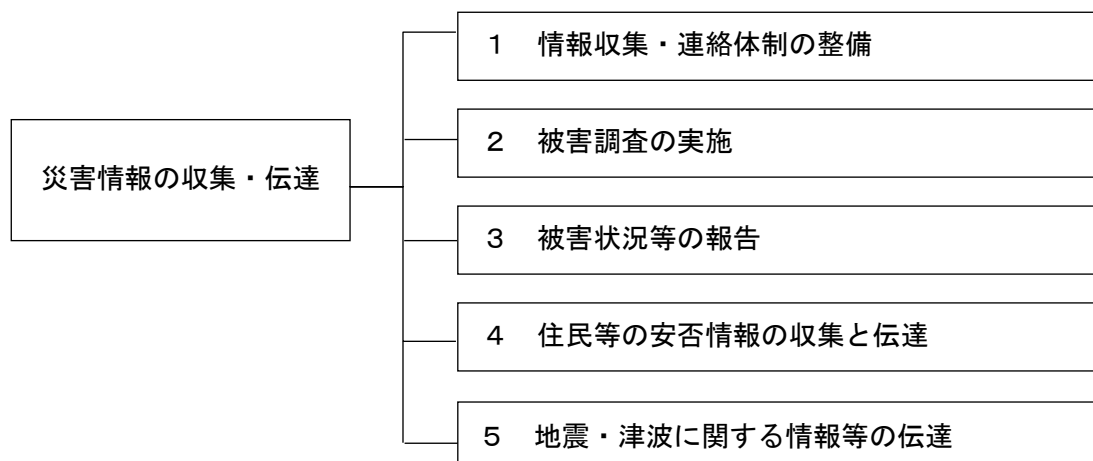 災害情報の収集・伝達
１　情報収集・連絡体制の整備
２　被害調査の実施
３　被害状況等の報告
４　住民等の安否情報の収集と伝達
５　地震・津波に関する情報等の伝達